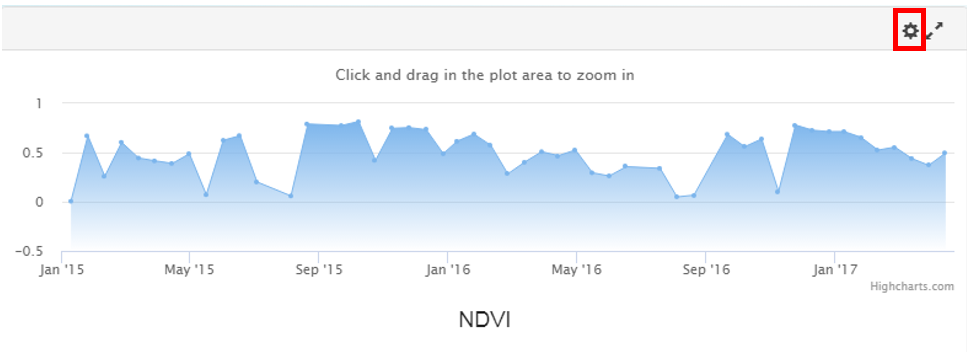 Click and drag in the plot area to zoom in
1
0.5
0
-0.5
Jan '15 May '15 Sep '15 Jan '16 May '16 Sep '16 Jan '17
Highcharts.com
NDVI